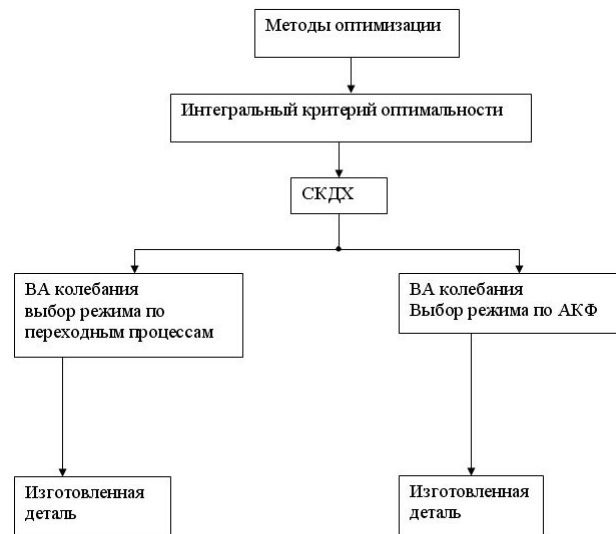 Методы оптимизации
Интегральный критерий оптимальности
СКДХ
ВА колебания
выбор режима по
переходным процессам
ВА колебания
Выбор режима по АКФ
Изготовленная
деталь
Изготовленная
деталь